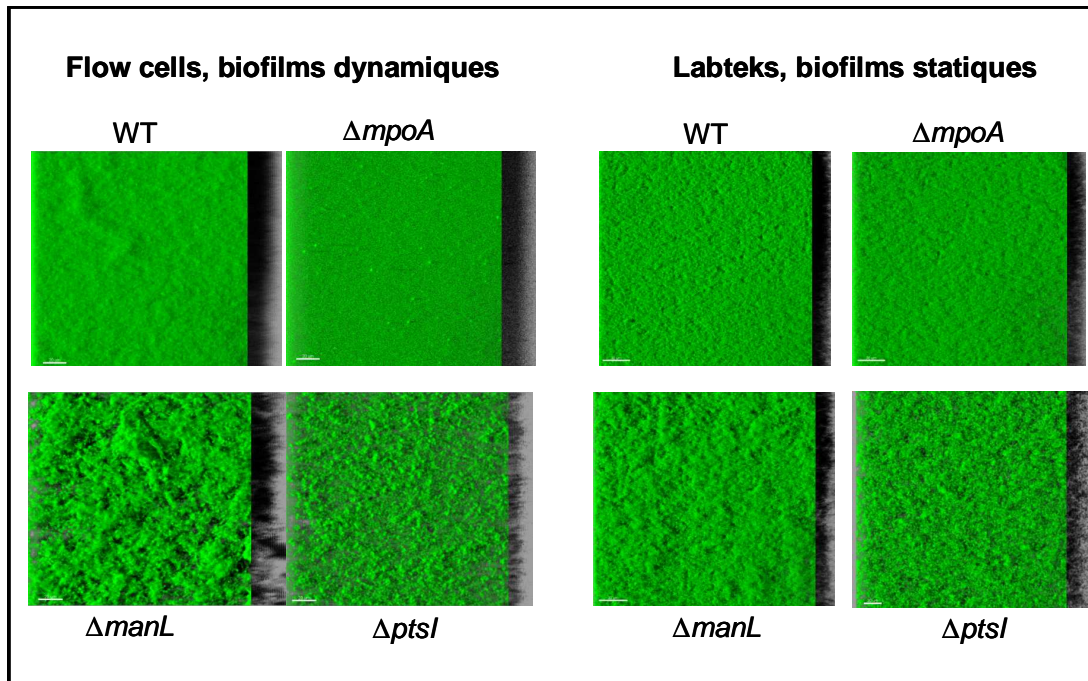 Flow cells, biofilms dynamiques
Labteks, biofilms statiques
WT
ΔmpoA
WT
ΔmpoA
ΔmanL
ΔptsI
ΔmanL
ΔptsI